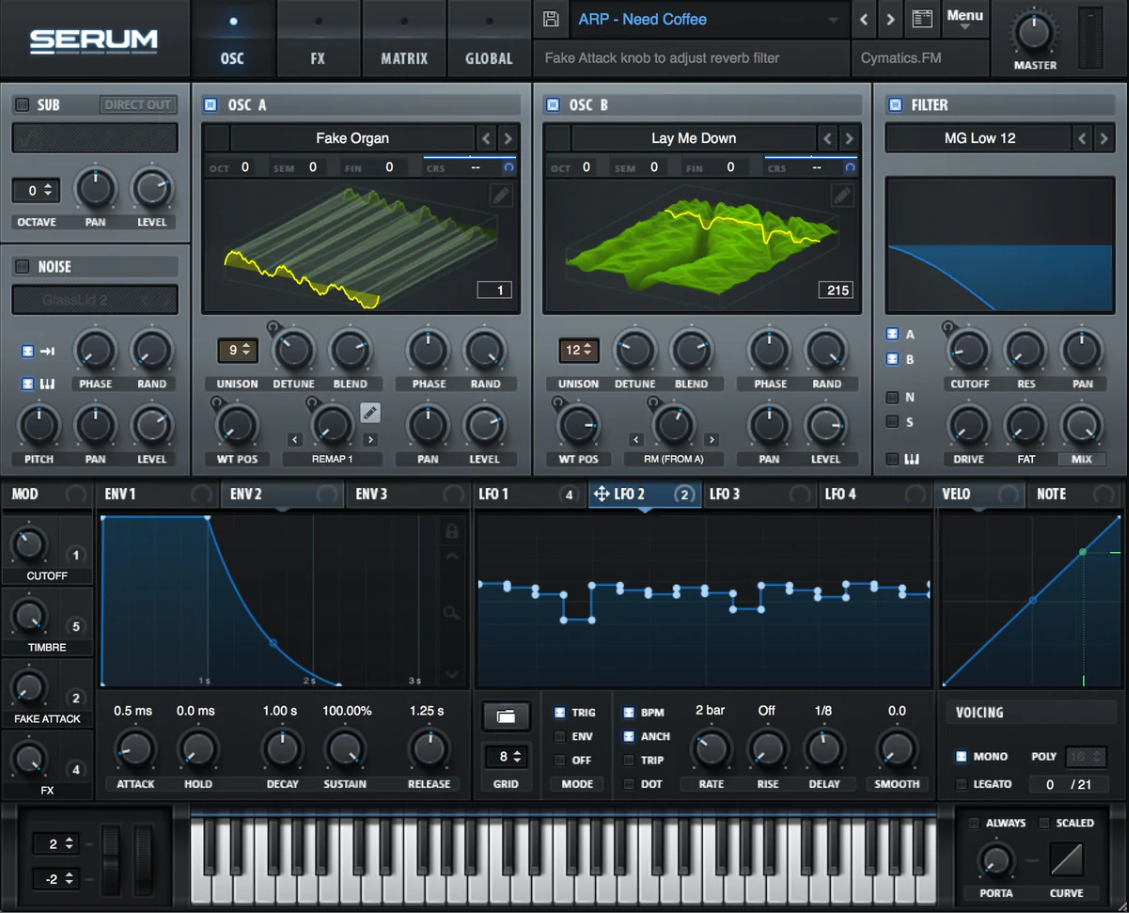 SERUM
OSC FX MATRIX GLOBAL
ARP - Need Coffee
Menu
Fake Attack knob to adjust reverb filter
Cymatics.FM
MASTER
SUB DIRECT OUT
0
OCTAVE PAN LEVEL
NOISE
GlassLid 2
PHASE RAND
PITCH PAN LEVEL
OSC A
Fake Organ
OCT 0 SEM 0 FIN 0 CRS --
1
9
UNISON DETUNE BLEND PHASE RAND
WT POS REMAP 1 PAN LEVEL
OSC B
Lay Me Down
OCT 0 SEM 0 FIN 0 CRS --
215
12
UNISON DETUNE BLEND PHASE RAND
WT POS RM (FROM A) PAN LEVEL
FILTER
MG Low 12
A
B
N
S
CUTOFF RES PAN
DRIVE FAT MIX
MOD ENV 1 ENV 2 ENV 3 LFO 1 4 LFO 2 2 LFO 3 LFO 4 VELO NOTE
1
CUTOFF
5
TIMBRE
2
FAKE ATTACK
4
FX
1s 2s 3s
0.5 ms 0.0 ms 1.00 s 100.00% 1.25 s
ATTACK HOLD DECAY SUSTAIN RELEASE
8
GRID
TRIG
ENV
OFF
MODE
BPM
ANCH
TRIP
DOT
2 bar Off 1/8 0.0
RATE RISE DELAY SMOOTH
VOICING
MONO POLY 16
LEGATO 0 /21
2
-2
ALWAYS SCALED
PORTA CURVE